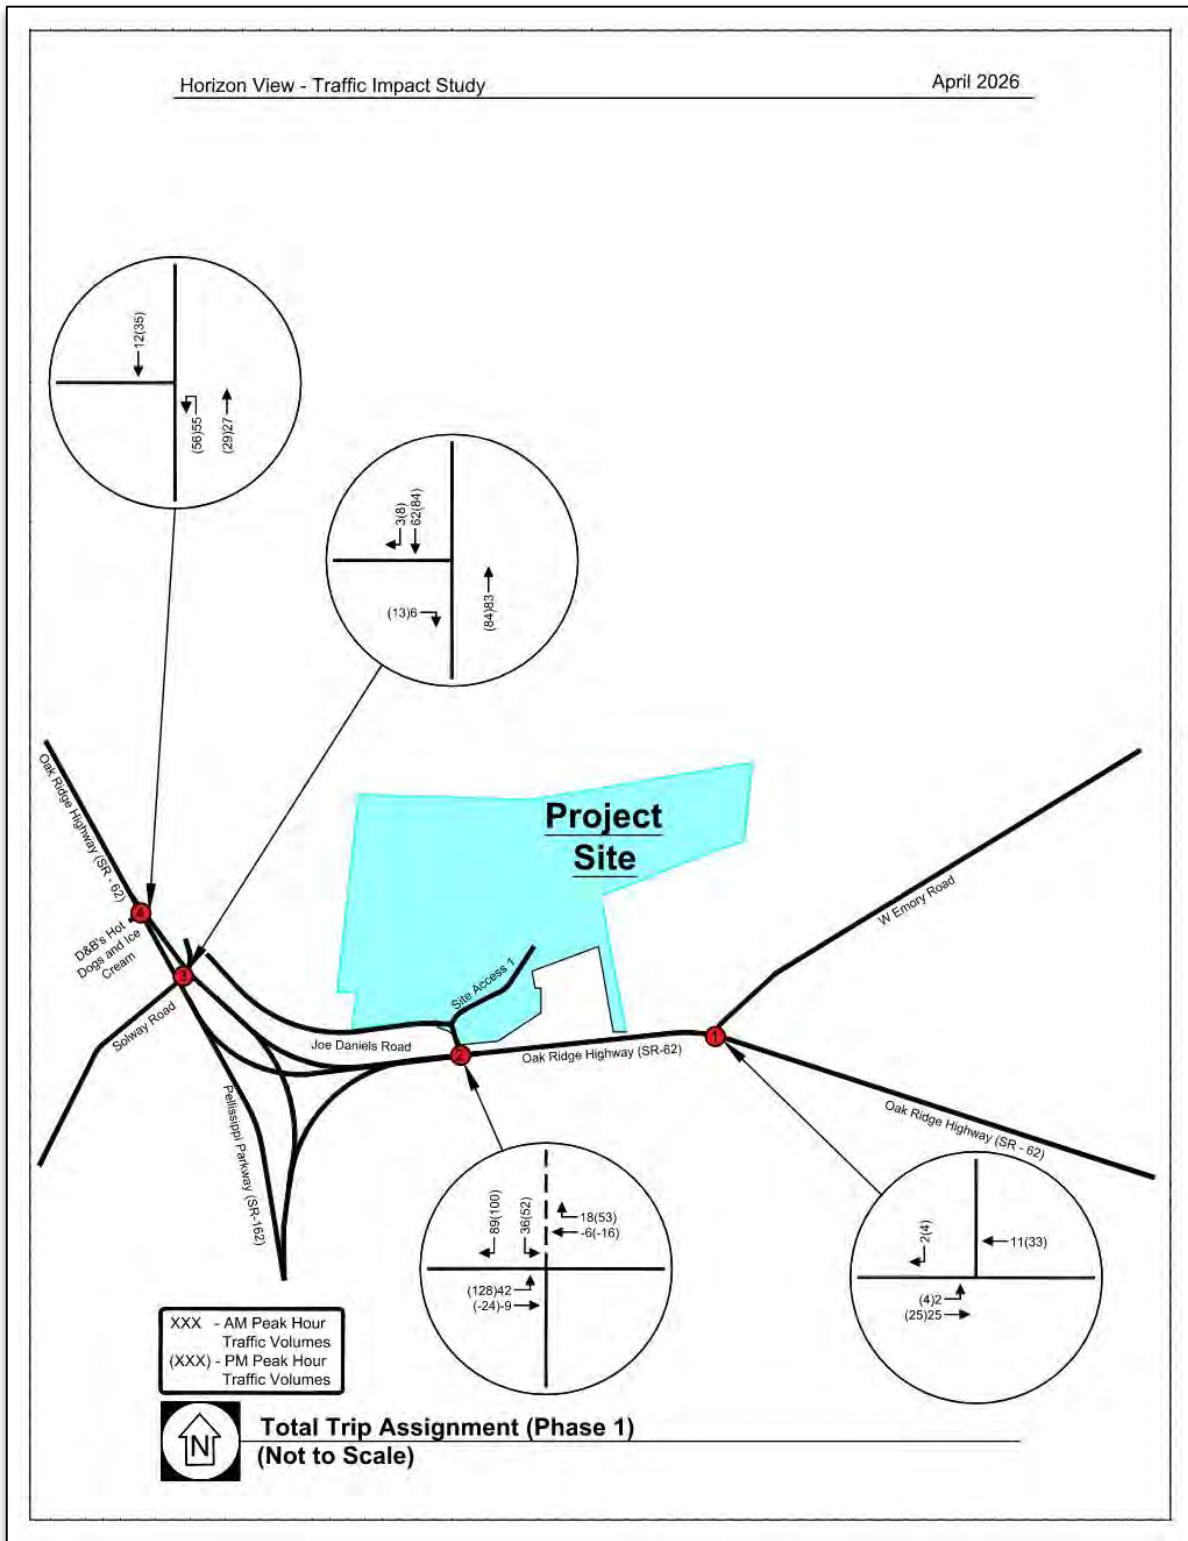 Horizon View - Traffic Impact Study
April 2026
12(35)
(56)55
(29)27
3(8)
62(84)
(13)6
(84)83
Project
Site
Oak Ridge Highway (SR - 62)
W Emory Road
4
D&B's Hot
Dogs and Ice
Cream
3
Site Access 1
Solway Road
Joe Daniels Road
2
Oak Ridge Highway (SR-62)
1
Pellissippi Parkway (SR-162)
Oak Ridge Highway (SR - 62)
89(100)
36(52)
18(53)
-6(-16)
(128)42
(-24)-9
2(4)
11(33)
(4)2
(25)25
XXX - AM Peak Hour
Traffic Volumes
(XXX) - PM Peak Hour
Traffic Volumes
N
Total Trip Assignment (Phase 1)
(Not to Scale)